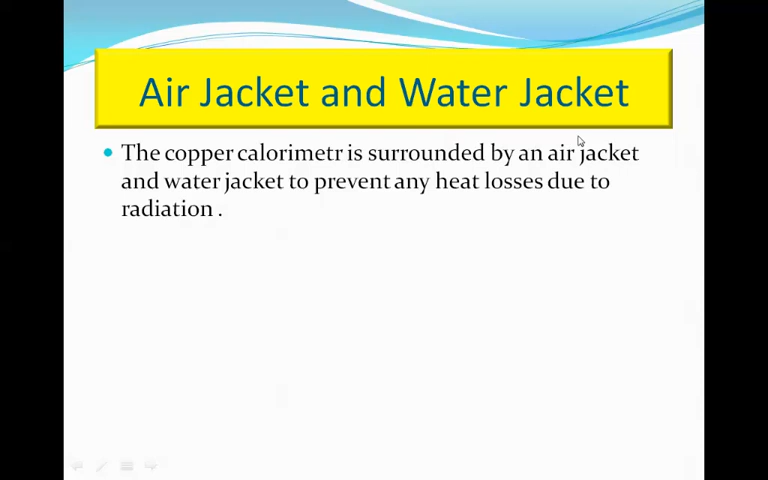 Air Jacket and Water Jacket
The copper calorimetr is surrounded by an air jacket
and water jacket to prevent any heat losses due to
radiation .